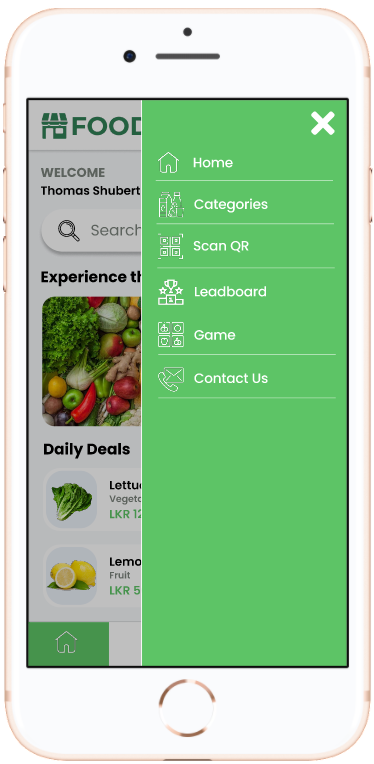 FOOD
WELCOME
Thomas Shubert
Search
Experience th
Daily Deals
Lettu
Vegeta
LKR 12
Lemo
Fruit
LKR 5
Home
Categories
Scan QR
Leadboard
Game
Contact Us